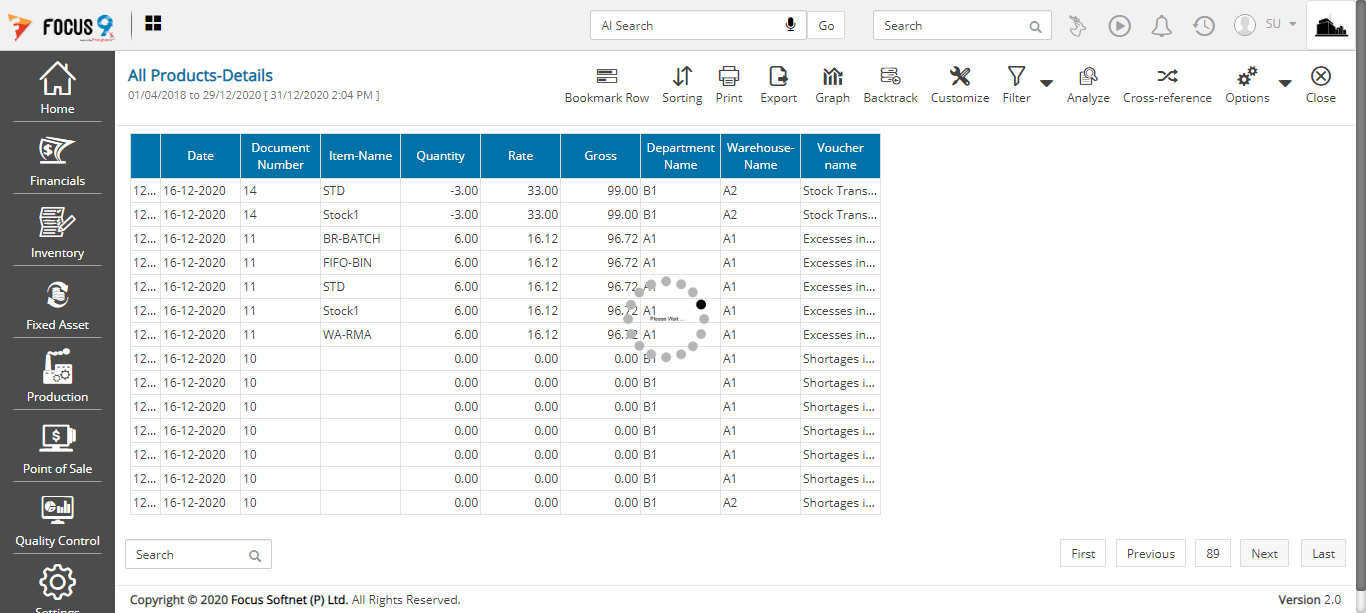 FOCUS 9
AI Search
Go
Search
SU
Home
Financials
Inventory
Fixed Asset
Production
Point of Sale
Quality Control
Settings
All Products-Details
01/04/2018 to 29/12/2020 [ 31/12/2020 2:04 PM ]
Bookmark Row Sorting Print Export Graph Backtrack Customize Filter Analyze Cross-reference Options Close
Date Document Number Item-Name Quantity Rate Gross Department Name Warehouse-Name Voucher name
12... 16-12-2020 14 STD -3.00 33.00 99.00 B1 A2 Stock Trans...
12... 16-12-2020 14 Stock1 -3.00 33.00 99.00 B1 A2 Stock Trans...
12... 16-12-2020 11 BR-BATCH 6.00 16.12 96.72 A1 A1 Excesses in...
12... 16-12-2020 11 FIFO-BIN 6.00 16.12 96.72 A1 A1 Excesses in...
12... 16-12-2020 11 STD 6.00 16.12 96.72 A1 A1 Excesses in...
12... 16-12-2020 11 Stock1 6.00 16.12 96.72 A1 A1 Excesses in...
12... 16-12-2020 11 WA-RMA 6.00 16.12 96.72 A1 A1 Excesses in...
12... 16-12-2020 10 0.00 0.00 0.00 B1 A1 Shortages i...
12... 16-12-2020 10 0.00 0.00 0.00 B1 A1 Shortages i...
12... 16-12-2020 10 0.00 0.00 0.00 B1 A1 Shortages i...
12... 16-12-2020 10 0.00 0.00 0.00 B1 A1 Shortages i...
12... 16-12-2020 10 0.00 0.00 0.00 B1 A1 Shortages i...
12... 16-12-2020 10 0.00 0.00 0.00 B1 A1 Shortages i...
12... 16-12-2020 10 0.00 0.00 0.00 B1 A2 Shortages i...
Please Wait ...
Search
First Previous 89 Next Last
Copyright © 2020 Focus Softnet (P) Ltd. All Rights Reserved.
Version 2.0